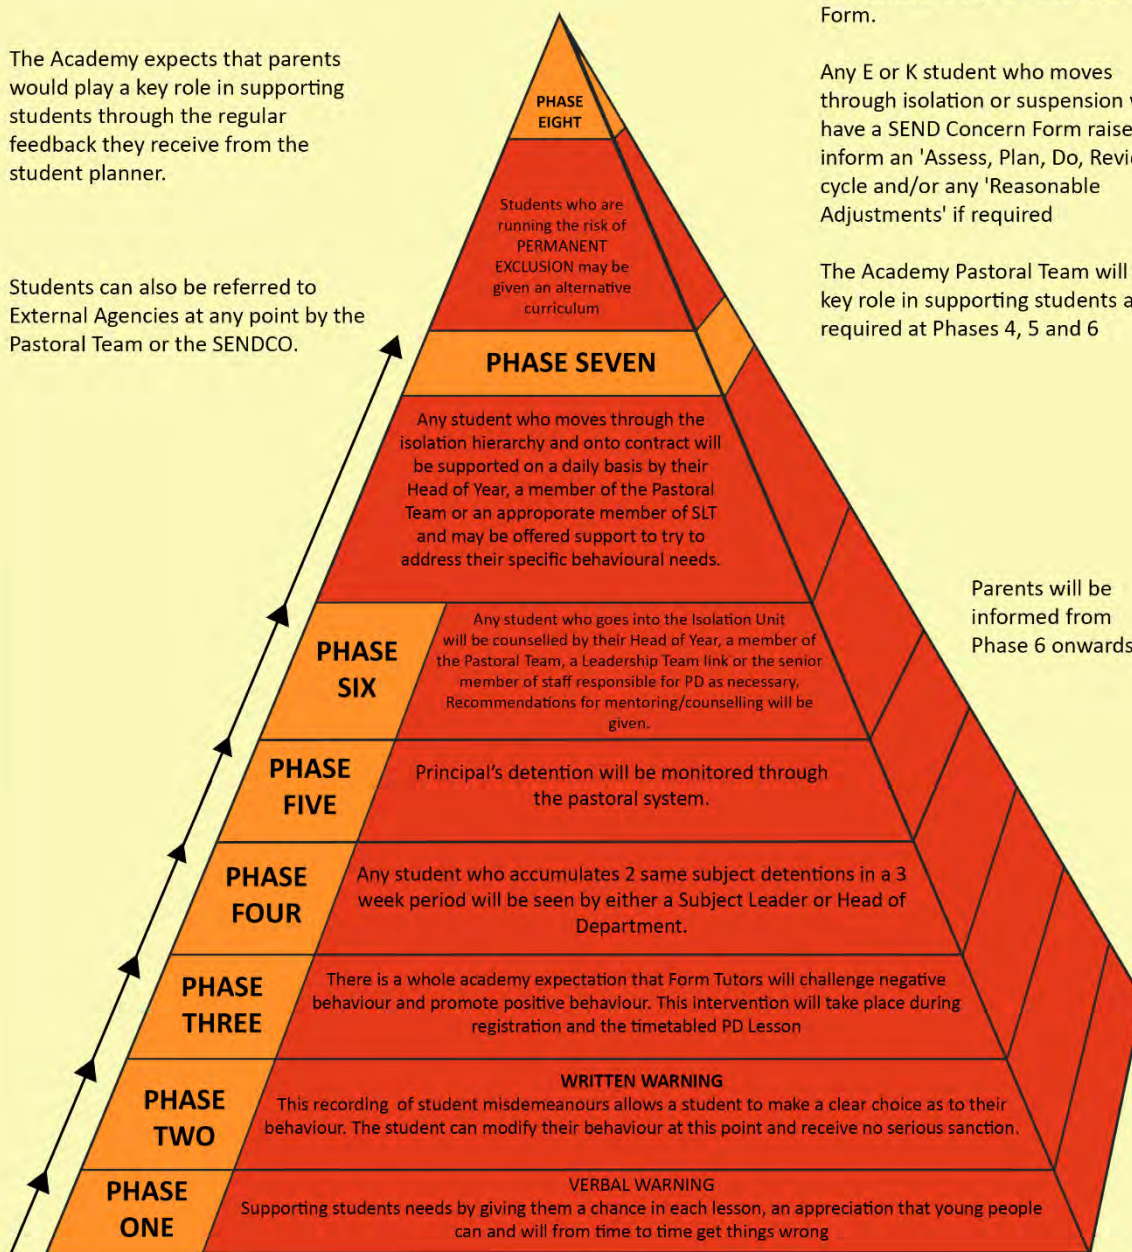 The Academy expects that parents
would play a key role in supporting
students through the regular
feedback they receive from the
student planner.
Students can also be referred to
External Agencies at any point by the
Pastoral Team or the SENDCO.
Form.
Any E or K student who moves
through isolation or suspension
have a SEND Concern Form raise
inform an 'Assess, Plan, Do, Revi
cycle and/or any 'Reasonable
Adjustments' if required
The Academy Pastoral Team will
key role in supporting students a
required at Phases 4, 5 and 6
Parents will be
informed from
Phase 6 onwards
PHASE
EIGHT
Students who are
running the risk of
PERMANENT
EXCLUSION may be
given an alternative
curriculum
PHASE SEVEN
Any student who moves through the
isolation hierarchy and onto contract will
be supported on a daily basis by their
Head of Year, a member of the Pastoral
Team or an approporate member of SLT
and may be offered support to try to
address their specific behavioural needs.
PHASE
SIX
Any student who goes into the Isolation Unit
will be counselled by their Head of Year, a member of
the Pastoral Team, a Leadership Team link or the senior
member of staff responsible for PD as necessary.
Recommendations for mentoring/counselling will be
given.
PHASE
FIVE
Principal's detention will be monitored through
the pastoral system.
PHASE
FOUR
Any student who accumulates 2 same subject detentions in a 3
week period will be seen by either a Subject Leader or Head of
Department.
PHASE
THREE
There is a whole academy expectation that Form Tutors will challenge negative
behaviour and promote positive behaviour. This intervention will take place during
registration and the timetabled PD Lesson
PHASE
TWO
WRITTEN WARNING
This recording of student misdemeanours allows a student to make a clear choice as to their
behaviour. The student can modify their behaviour at this point and receive no serious sanction.
PHASE
ONE
VERBAL WARNING
Supporting students needs by giving them a chance in each lesson, an appreciation that young people
can and will from time to time get things wrong